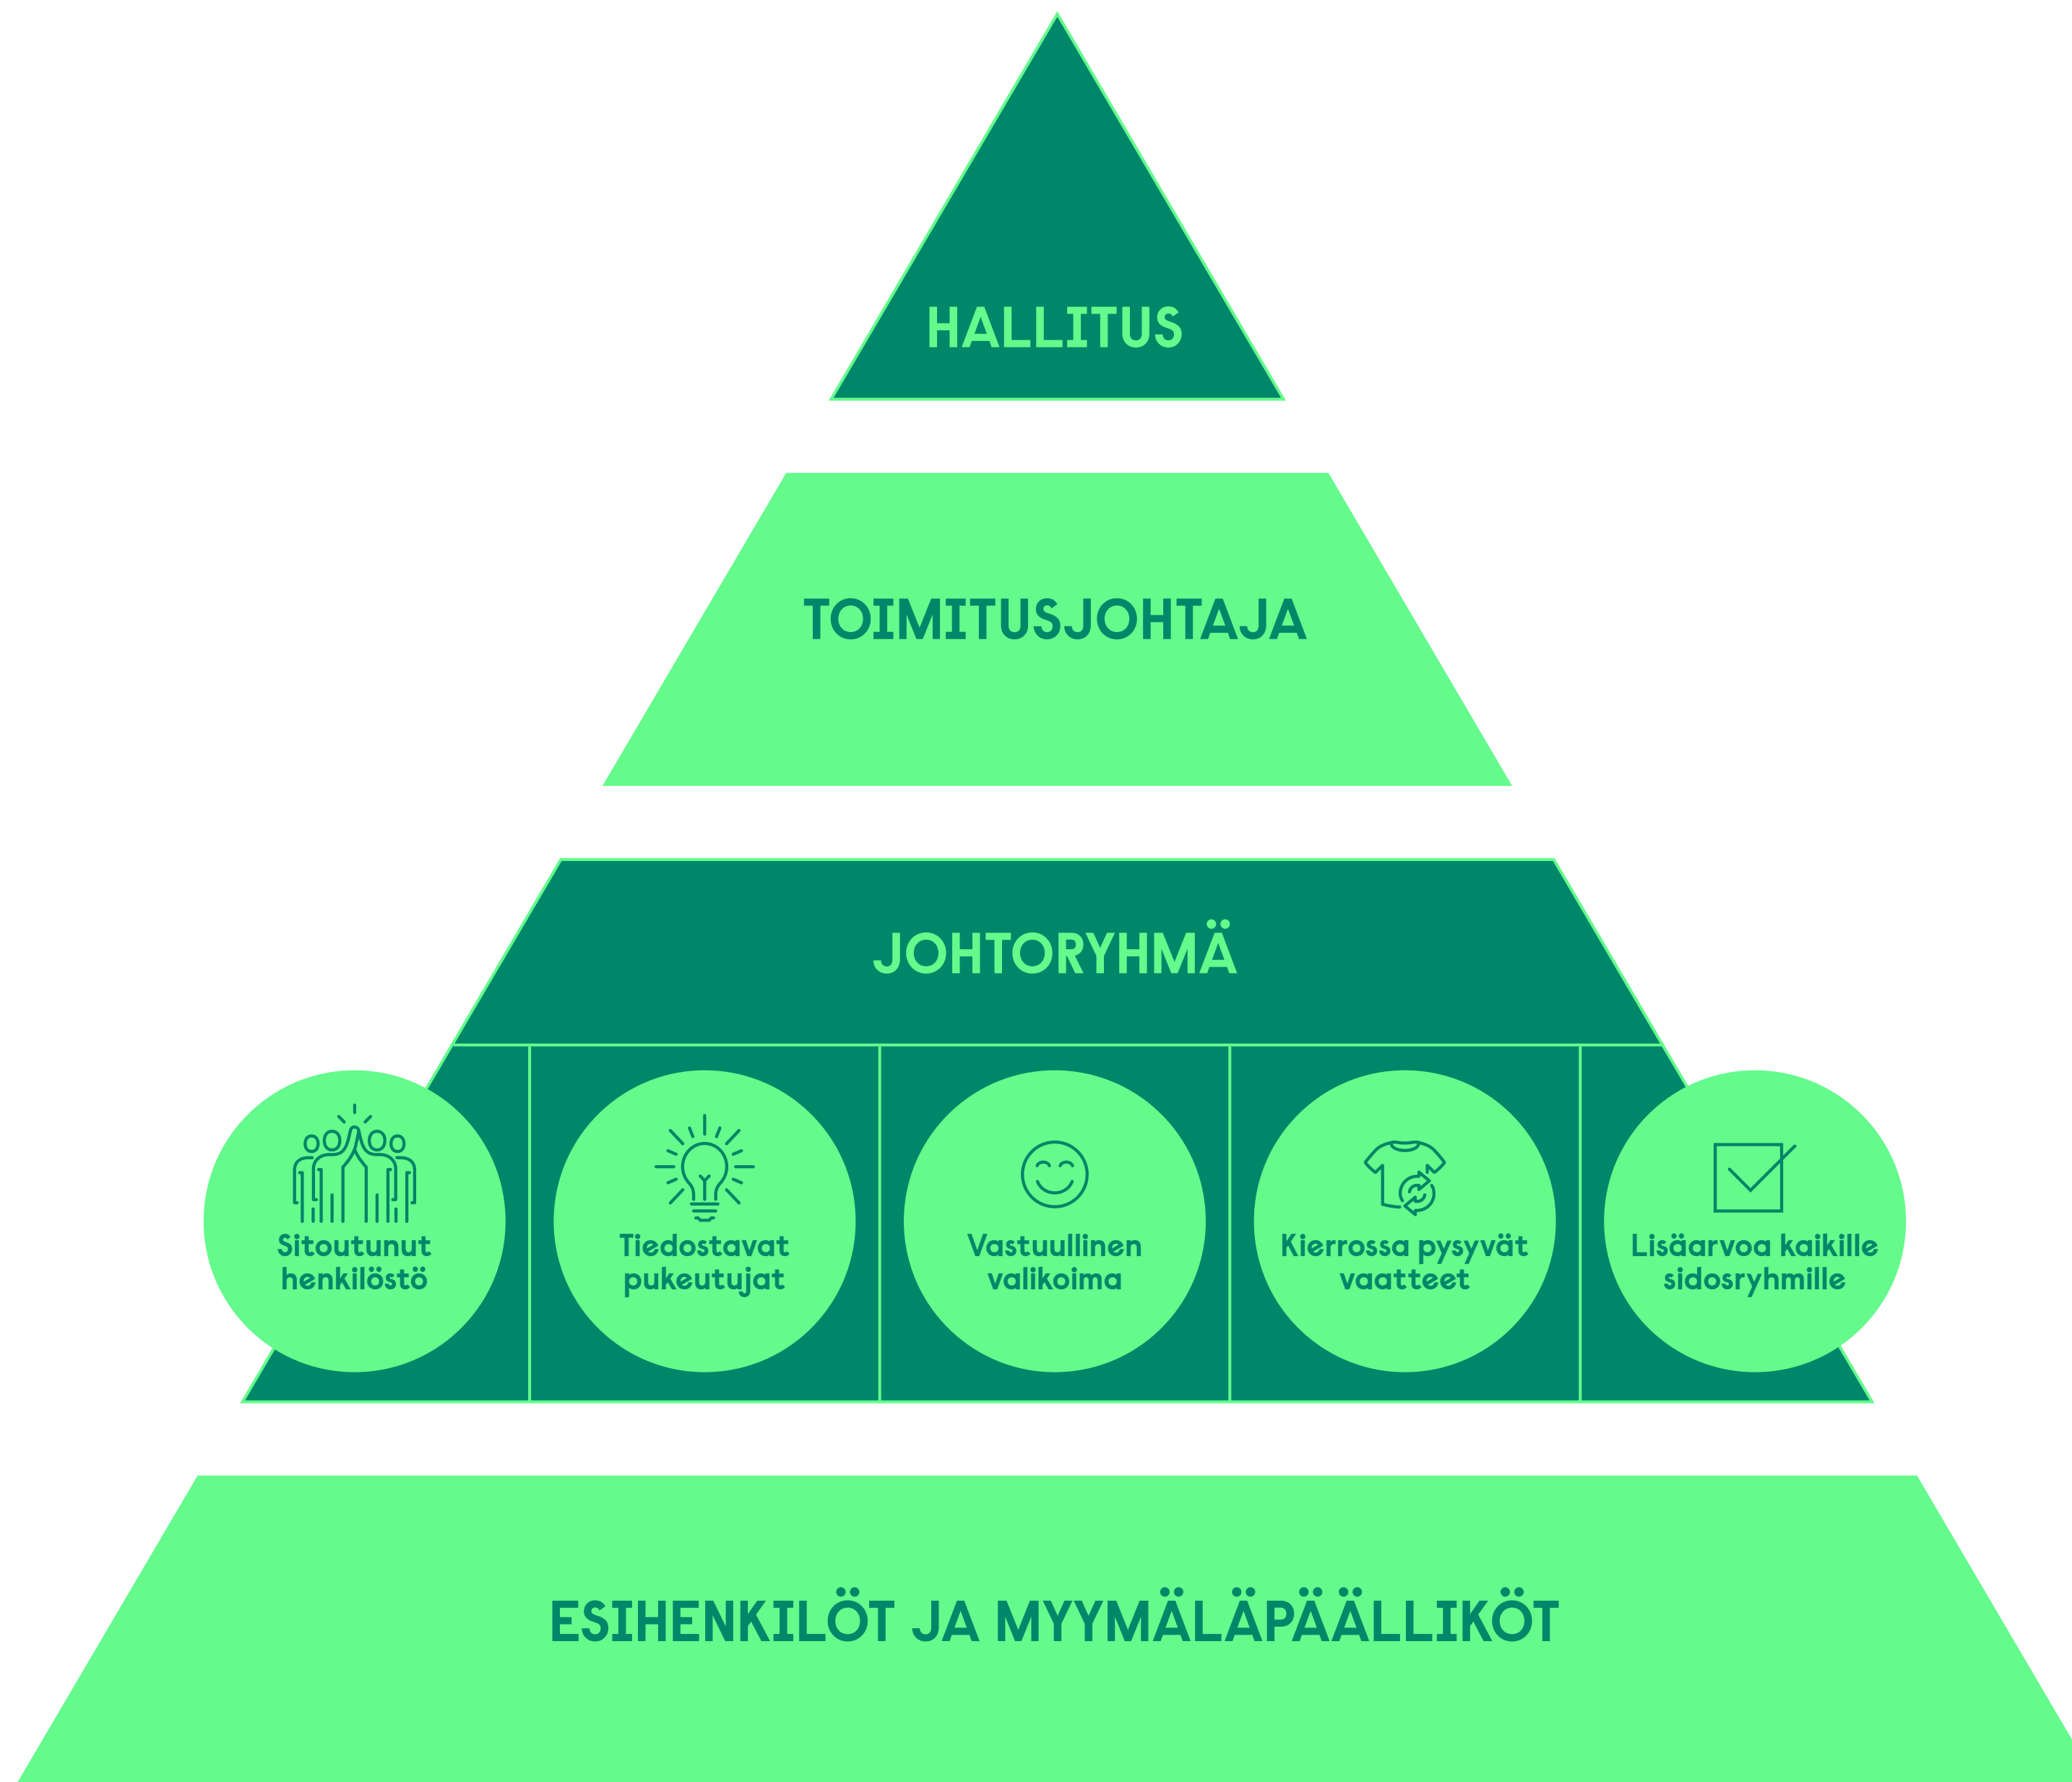 HALLITUS
TOIMITUSJOHTAJA
JOHTORYHMÄ
Sitoutunut
henkilöstö
Tiedostavat
pukeutujat
Vastuullinen
valikoima
Kierrossa pysyvät
vaatteet
Lisäarvoa kaikille
sidosryhmille
ESIHENKILÖT JA MYYMÄLÄPÄÄLLIKÖT